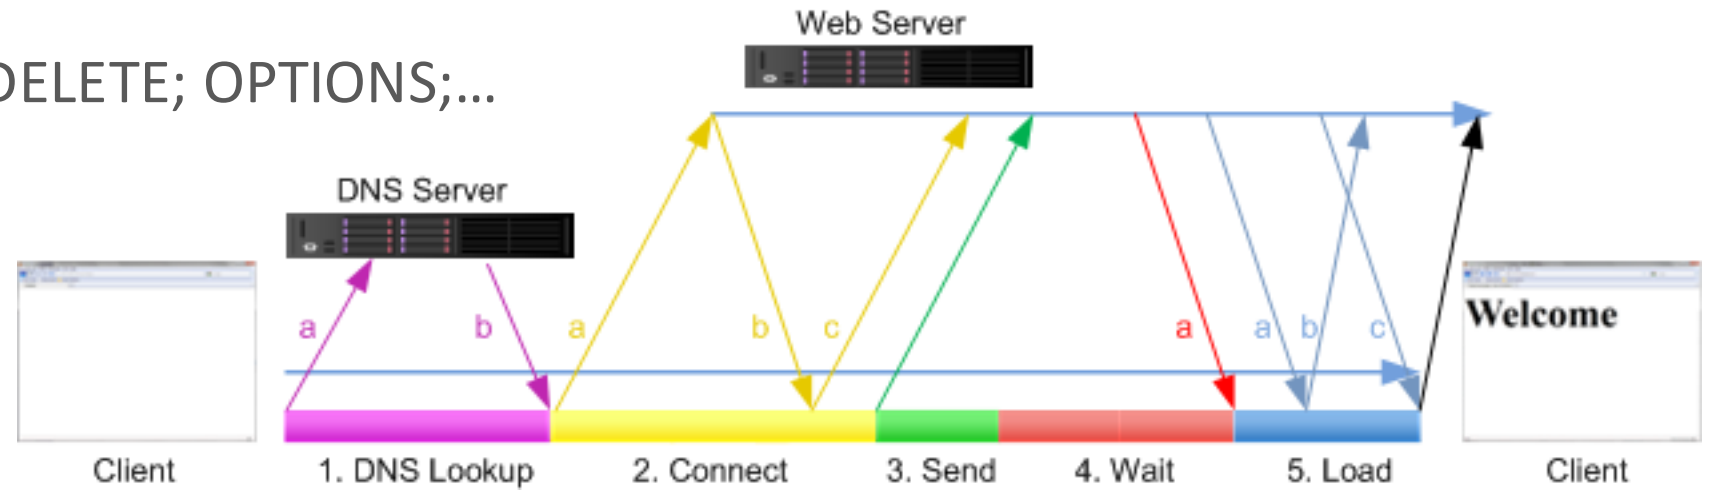 Web Server
DELETE; OPTIONS;...
DNS Server
Welcome
a b a b c a a b c
Client 1. DNS Lookup 2. Connect 3. Send 4. Wait 5. Load Client